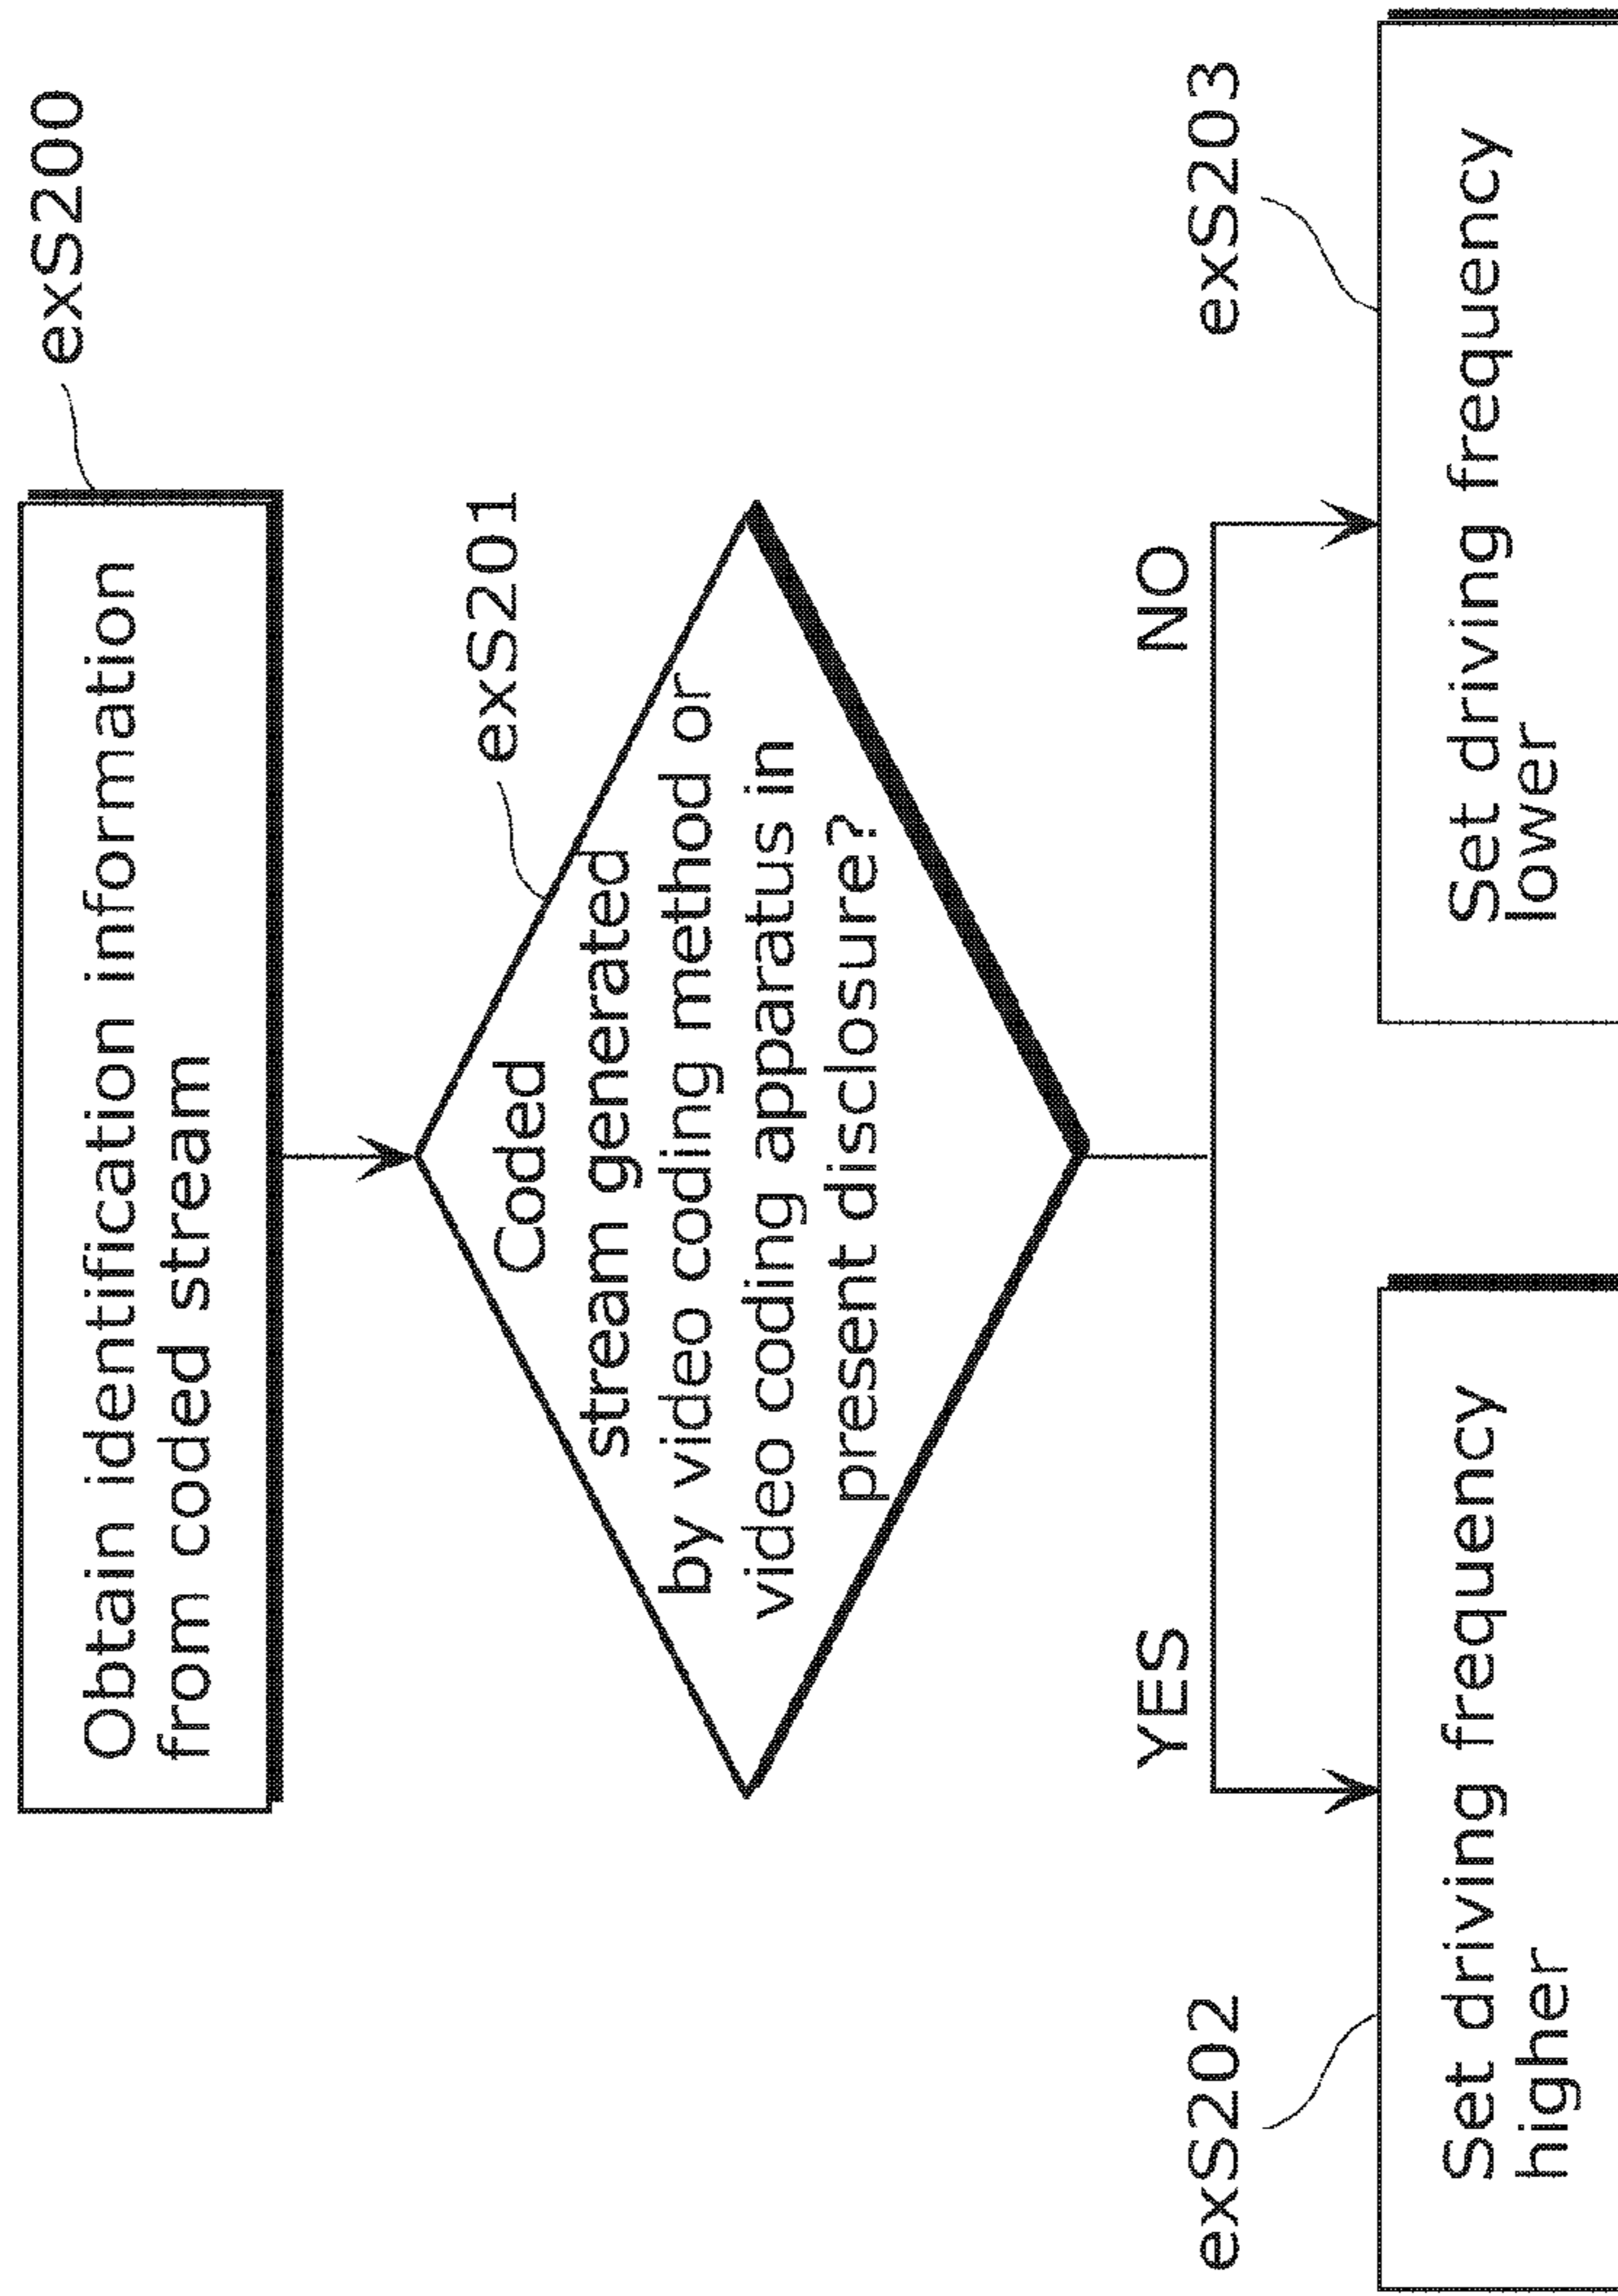 exS200
Obtain identification information
from coded stream
exS201
Coded
stream generated
by video coding method or
video coding apparatus in
present disclosure?
YES
NO
exS202
exS203
Set driving frequency
higher
Set driving frequency
lower